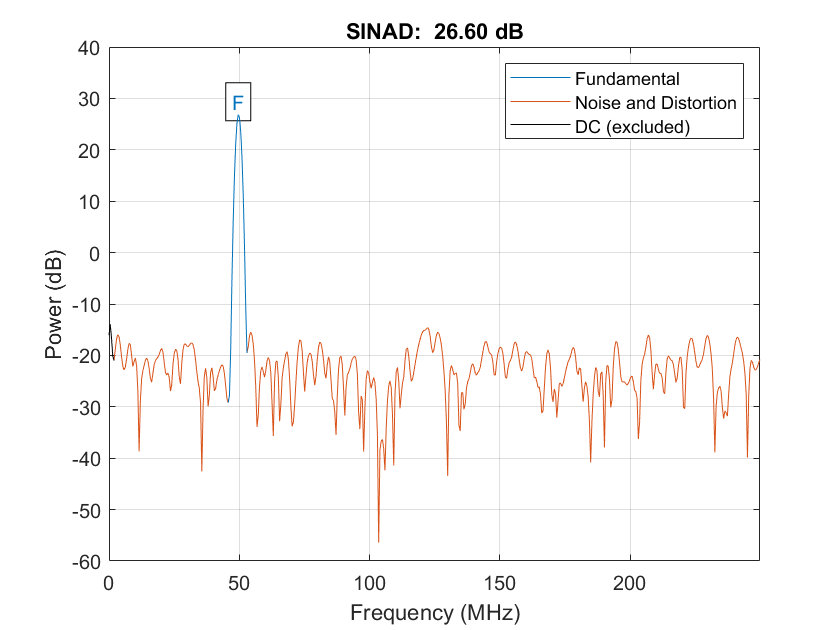 SINAD:  26.60 dB
40
30
20
10
0
-10
-20
-30
-40
-50
-60
Power (dB)
F
Fundamental
Noise and Distortion
DC (excluded)
0 50 100 150 200
Frequency (MHz)